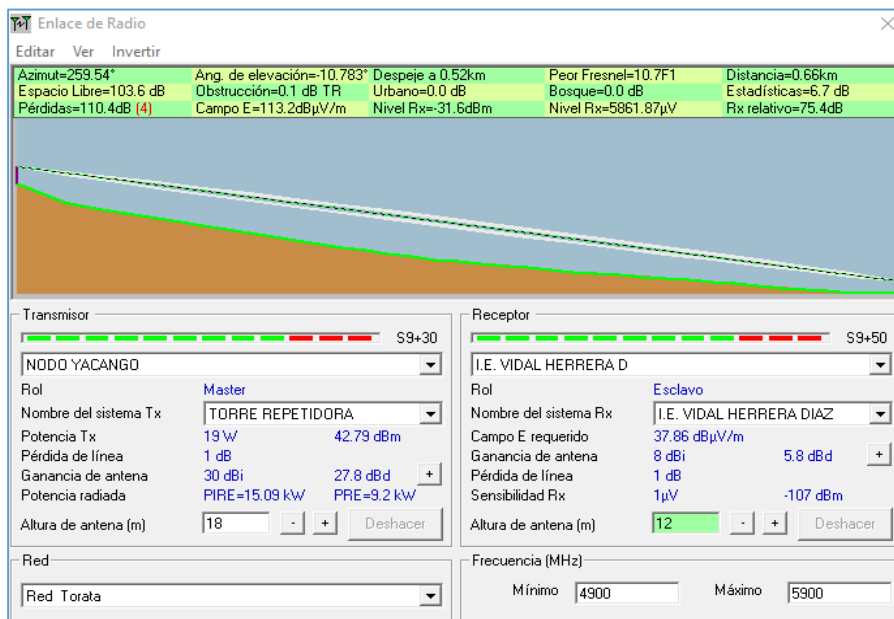 Enlace de Radio
Editar Ver Invertir
Azimut=259.54° Ang. de elevación=-10.783° Despeje a 0.52km Peor Fresnel=10.7F1 Distancia=0.66km
Espacio Libre=103.6 dB Obstrucción=0.1 dB TR Urbano=0.0 dB Bosque=0.0 dB Estadísticas=6.7 dB
Pérdidas=110.4dB (4) Campo E=113.2dBµV/m Nivel Rx=-31.6dBm Nivel Rx=5861.87µV Rx relativo=75.4dB
Transmisor
S9+30
NODO YACANGO
Rol Master
Nombre del sistema Tx TORRE REPETIDORA
Potencia Tx 19 W 42.79 dBm
Pérdida de línea 1 dB
Ganancia de antena 30 dBi 27.8 dBd +
Potencia radiada PIRE=15.09 kW PRE=9.2 kW
Altura de antena (m) 18 - + Deshacer
Receptor
S9+50
I.E. VIDAL HERRERA D
Rol Esclavo
Nombre del sistema Rx I.E. VIDAL HERRERA DIAZ
Campo E requerido 37.86 dBµV/m
Ganancia de antena 8 dBi 5.8 dBd +
Pérdida de línea 1 dB
Sensibilidad Rx 1µV -107 dBm
Altura de antena (m) 12 - + Deshacer
Red
Red Torata
Frecuencia (MHz)
Mínimo 4900 Máximo 5900